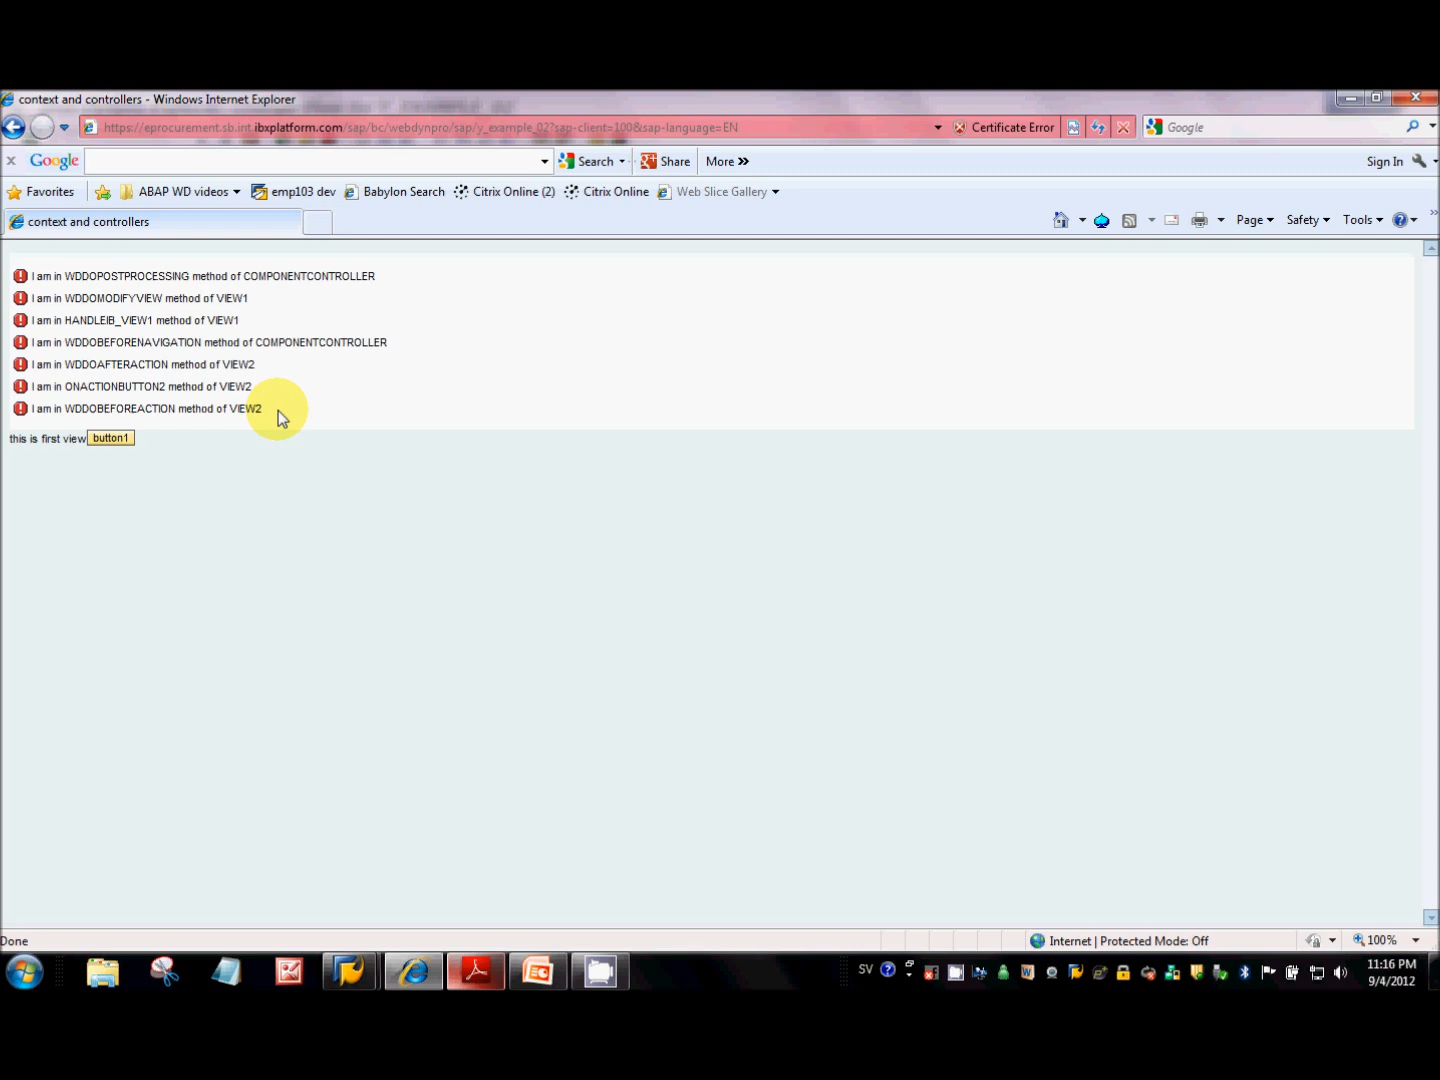 context and controllers - Windows Internet Explorer
https://eprocurement.sb.int.ibxplatform.com/sap/bc/webdynpro/sap/y_example_02?sap-client=100&sap-language=EN
Certificate Error
Google
x Google Search Share More »
Sign In
Favorites ABAP WD videos emp103 dev Babylon Search Citrix Online (2) Citrix Online Web Slice Gallery
context and controllers
Page Safety Tools
I am in WDDOPOSTPROCESSING method of COMPONENTCONTROLLER
I am in WDDOMODIFYVIEW method of VIEW1
I am in HANDLEIB_VIEW1 method of VIEW1
I am in WDDOBEFORENAVIGATION method of COMPONENTCONTROLLER
I am in WDDOAFTERACTION method of VIEW2
I am in ONACTIONBUTTON2 method of VIEW2
I am in WDDOBEFOREACTION method of VIEW2
this is first view button1
Done
Internet | Protected Mode: Off
100%
SV
11:16 PM
9/4/2012